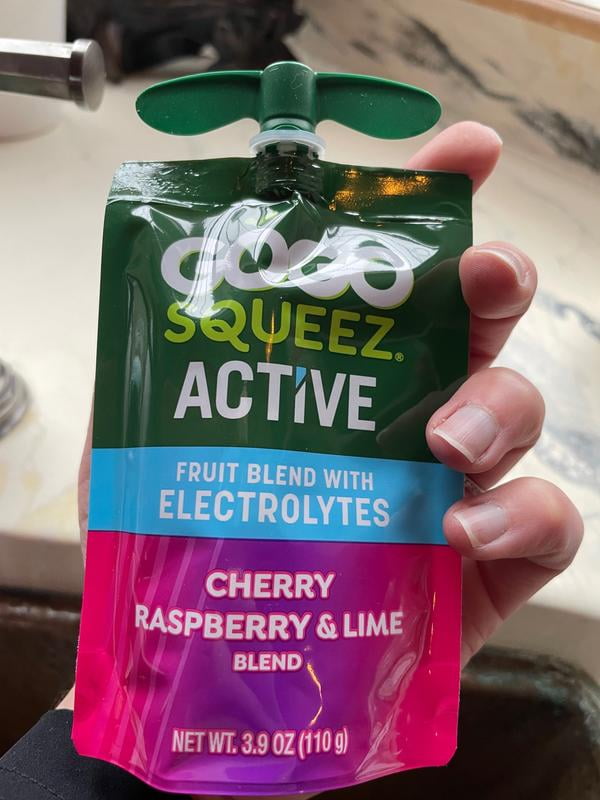 GOGO
SQUEEZ®
ACTIVE
FRUIT BLEND WITH
ELECTROLYTES
CHERRY
RASPBERRY & LIME
BLEND
NET WT. 3.9 OZ (110 g)